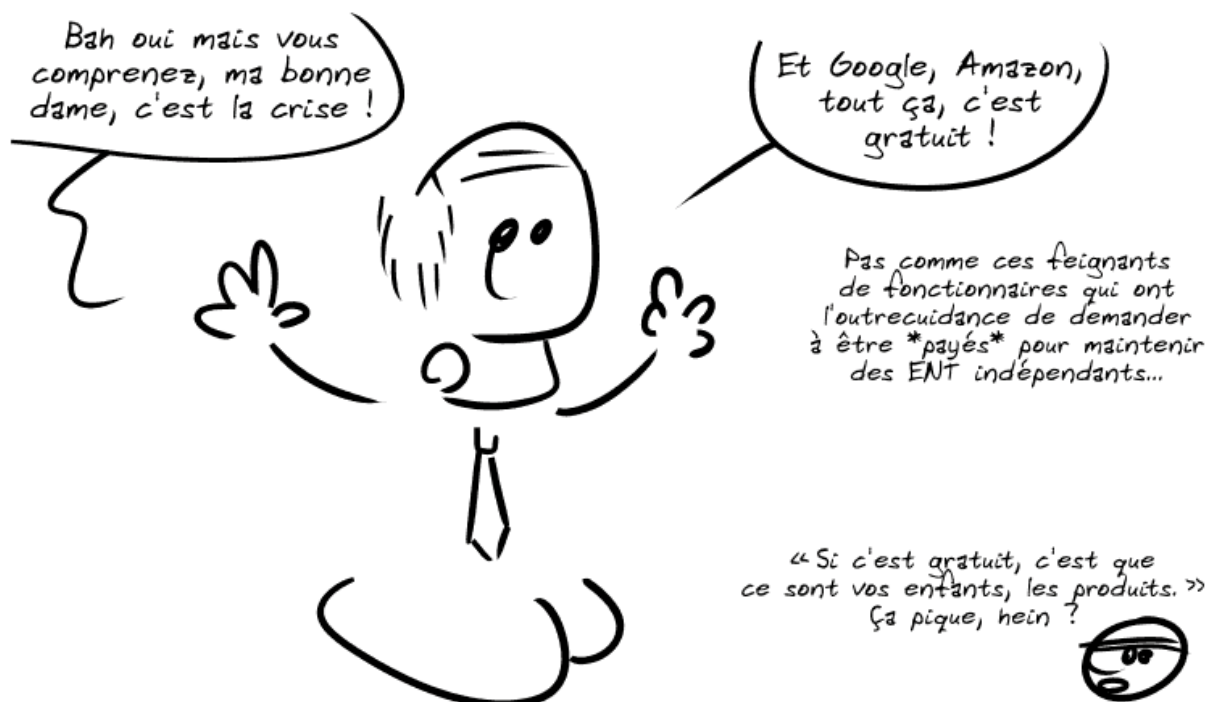 Bah oui mais vous
comprenez, ma bonne
dame, c'est la crise !
Et Google, Amazon,
tout ça, c'est
gratuit !
Pas comme ces feignants
de fonctionnaires qui ont
l'outrecuidance de demander
à être *payés* pour maintenir
des ENT indépendants...
« Si c'est gratuit, c'est que
ce sont vos enfants, les produits. »
Ça pique, hein ?